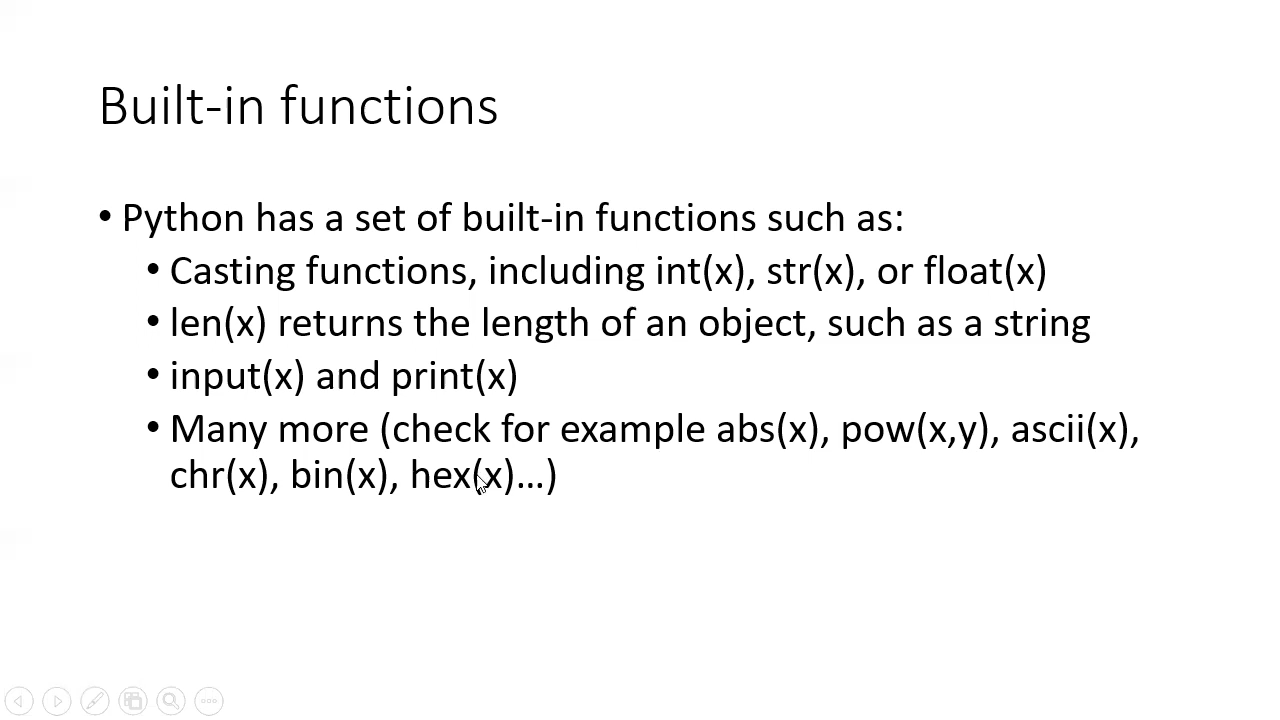 Built-in functions
• Python has a set of built-in functions such as:
• Casting functions, including int(x), str(x), or float(x)
• len(x) returns the length of an object, such as a string
• input(x) and print(x)
• Many more (check for example abs(x), pow(x,y), ascii(x),
chr(x), bin(x), hex(x)…)